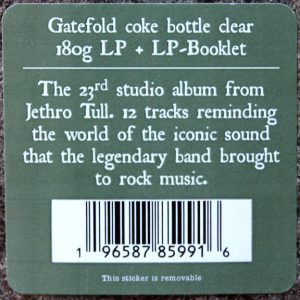 Gatefold coke bottle clear
180g LP + LP-Booklet
The 23rd studio album from
Jethro Tull. 12 tracks reminding
the world of the iconic sound
that the legendary band brought
to rock music.
1 96587 85991 6
This sticker is removable